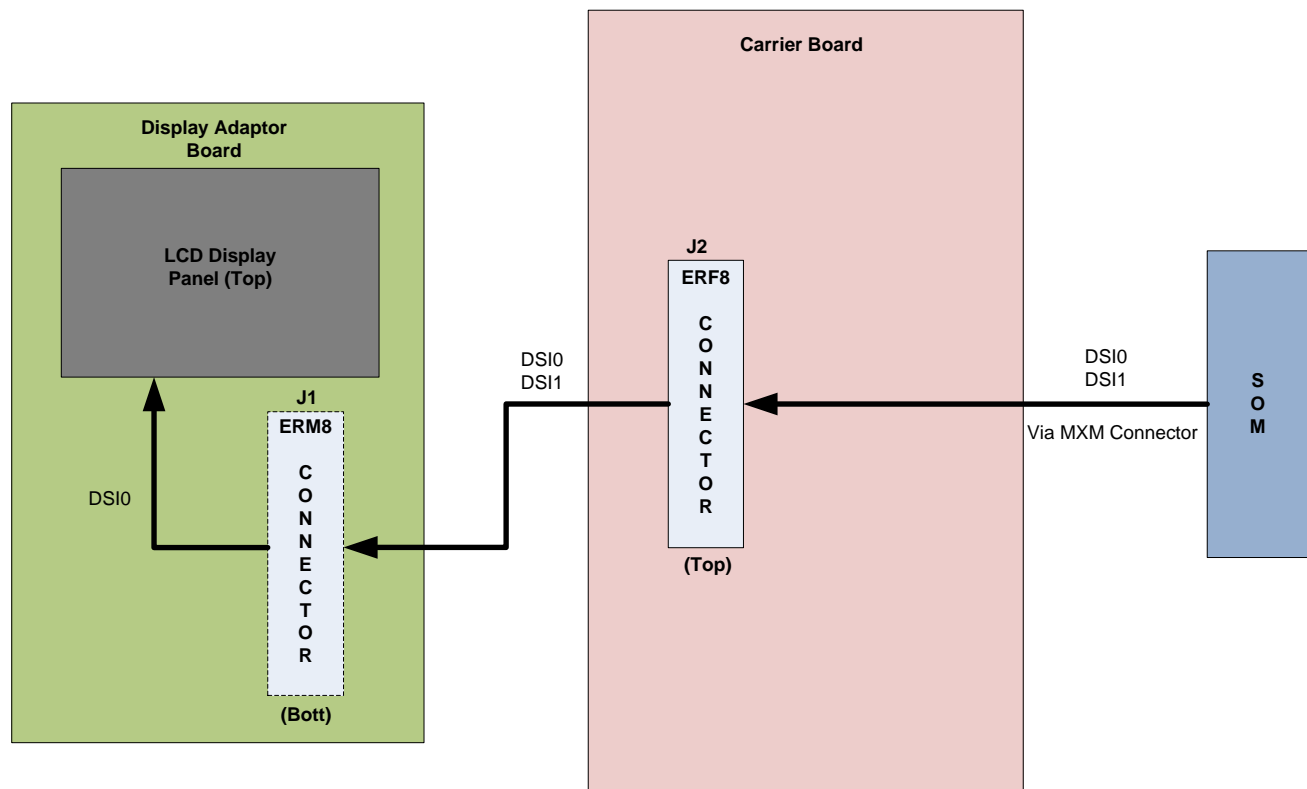 Carrier Board
Display Adaptor
Board
LCD Display
Panel (Top)
J1
ERM8
C
O
N
N
E
C
T
O
R
(Bott)
DSI0
DSI0
DSI1
J2
ERF8
C
O
N
N
E
C
T
O
R
(Top)
DSI0
DSI1
Via MXM Connector
S
O
M